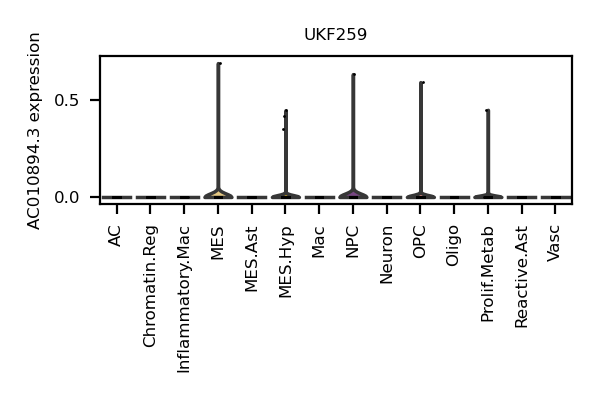 UKF259
AC010894.3 expression
0.5
0.0
AC
Chromatin.Reg
Inflammatory.Mac
MES
MES.Ast
MES.Hyp
Mac
NPC
Neuron
OPC
Oligo
Prolif.Metab
Reactive.Ast
Vasc